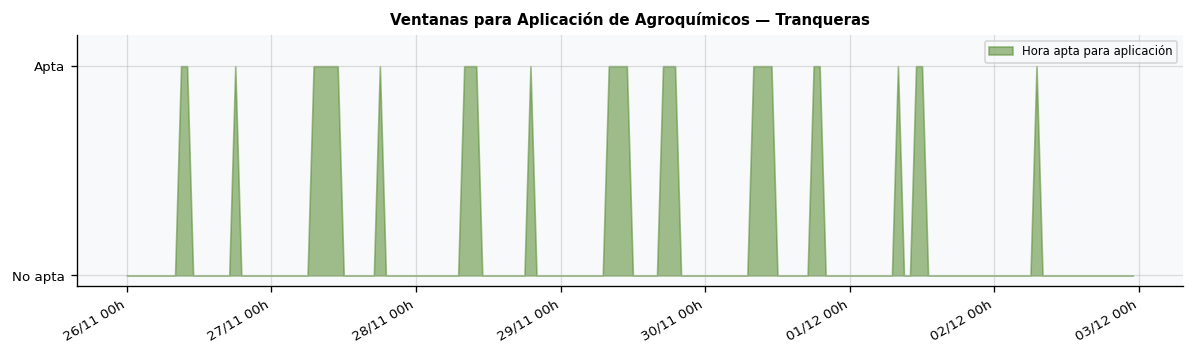 Ventanas para Aplicación de Agroquímicos — Tranqueras
Hora apta para aplicación
Apta
No apta
26/11 00h
27/11 00h
28/11 00h
29/11 00h
30/11 00h
01/12 00h
02/12 00h
03/12 00h